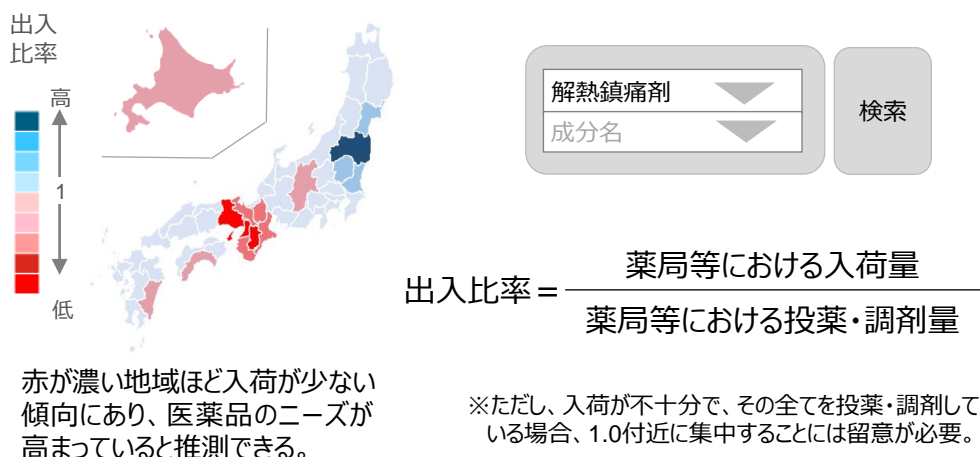 出入
比率
高
1
低
解熱鎮痛剤
成分名
検索
出入比率＝
薬局等における入荷量
薬局等における投薬・調剤量
赤が濃い地域ほど入荷が少ない
傾向にあり、医薬品のニーズが
高まっていると推測できる。
※ただし、入荷が不十分で、その全てを投薬・調剤して
いる場合、1.0付近に集中することには留意が必要。